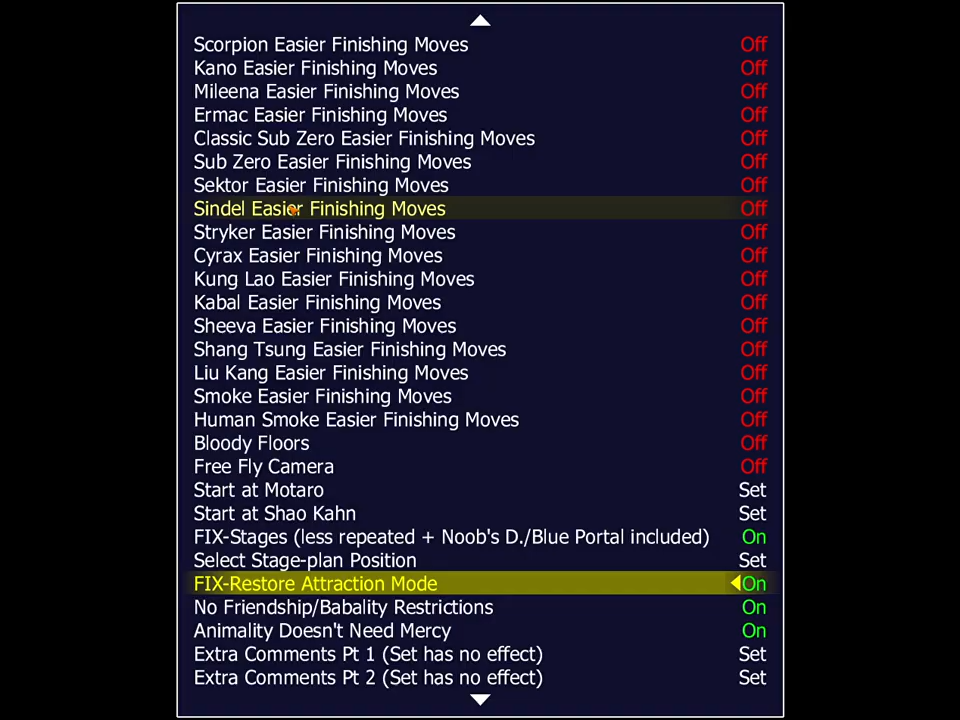 Scorpion Easier Finishing Moves Off
Kano Easier Finishing Moves Off
Mileena Easier Finishing Moves Off
Ermac Easier Finishing Moves Off
Classic Sub Zero Easier Finishing Moves Off
Sub Zero Easier Finishing Moves Off
Sektor Easier Finishing Moves Off
Sindel Easier Finishing Moves Off
Stryker Easier Finishing Moves Off
Cyrax Easier Finishing Moves Off
Kung Lao Easier Finishing Moves Off
Kabal Easier Finishing Moves Off
Sheeva Easier Finishing Moves Off
Shang Tsung Easier Finishing Moves Off
Liu Kang Easier Finishing Moves Off
Smoke Easier Finishing Moves Off
Human Smoke Easier Finishing Moves Off
Bloody Floors Off
Free Fly Camera Off
Start at Motaro Set
Start at Shao Kahn Set
FIX-Stages (less repeated + Noob's D./Blue Portal included) On
Select Stage-plan Position Set
FIX-Restore Attraction Mode On
No Friendship/Babality Restrictions On
Animality Doesn't Need Mercy On
Extra Comments Pt 1 (Set has no effect) Set
Extra Comments Pt 2 (Set has no effect) Set